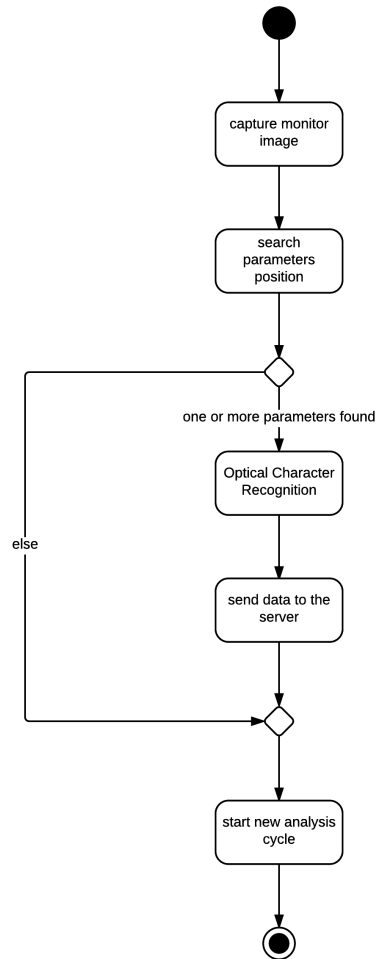 capture monitor
image
search
parameters
position
one or more parameters found
Optical Character
Recognition
else
send data to the
server
start new analysis
cycle